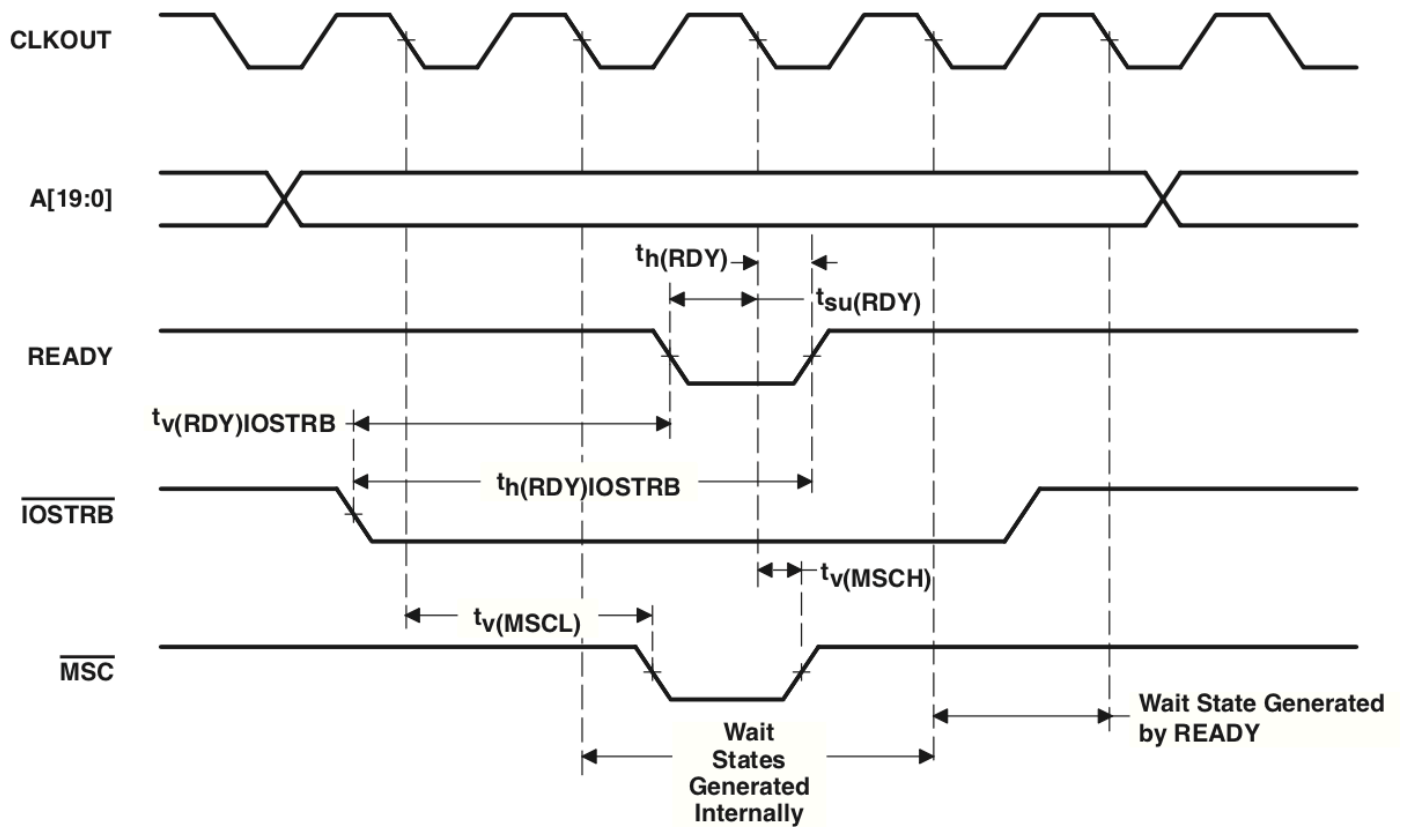 CLKOUT
A[19:0]
th(RDY)
tsu(RDY)
READY
tv(RDY)IOSTRB
th(RDY)IOSTRB
IOSTRB
tv(MSCH)
tv(MSCL)
MSC
Wait State Generated
by READY
Wait
States
Generated
Internally